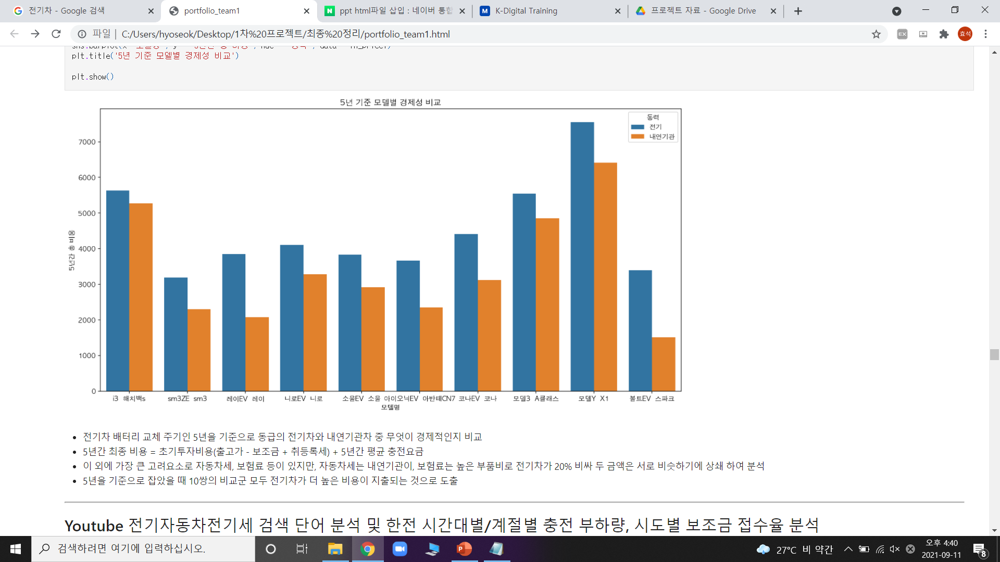 전기차 - Google 검색
portfolio_team1
ppt html파일 삽입 : 네이버 통합
K-Digital Training
프로젝트 자료 - Google Drive
파일 | C:/Users/hyoseok/Desktop/1차%20프로젝트/최종%20정리/portfolio_team1.html
EX
효석
plt.title('5년 기준 모델별 경제성 비교')
plt.show()
5년 기준 모델별 경제성 비교
동력
전기
내연기관
7000
6000
5000
4000
3000
2000
1000
0
5년간 총 비용
i3 해치백s
sm3ZE sm3
레이EV 레이
니로EV 니로
소울EV 소울
아이오닉EV 아반떼CN7
코나EV 코나
모델3 A클래스
모델Y X1
볼트EV 스파크
모델명
전기차 배터리 교체 주기인 5년을 기준으로 동급의 전기차와 내연기관차 중 무엇이 경제적인지 비교
5년간 최종 비용 = 초기투자비용(출고가 - 보조금 + 취등록세) + 5년간 평균 충전요금
이 외에 가장 큰 고려요소로 자동차세, 보험료 등이 있지만, 자동차세는 내연기관이, 보험료는 높은 부품비로 전기차가 20% 비싸 두 금액은 서로 비슷하기에 상쇄 하여 분석
5년을 기준으로 잡았을 때 10쌍의 비교군 모두 전기차가 더 높은 비용이 지출되는 것으로 도출
Youtube 전기자동차전기세 검색 단어 분석 및 한전 시간대별/계절별 충전 부하량, 시도별 보조금 접수율 분석
검색하려면 여기에 입력하십시오.
27°C 비 약간
오후 4:40
2021-09-11
8